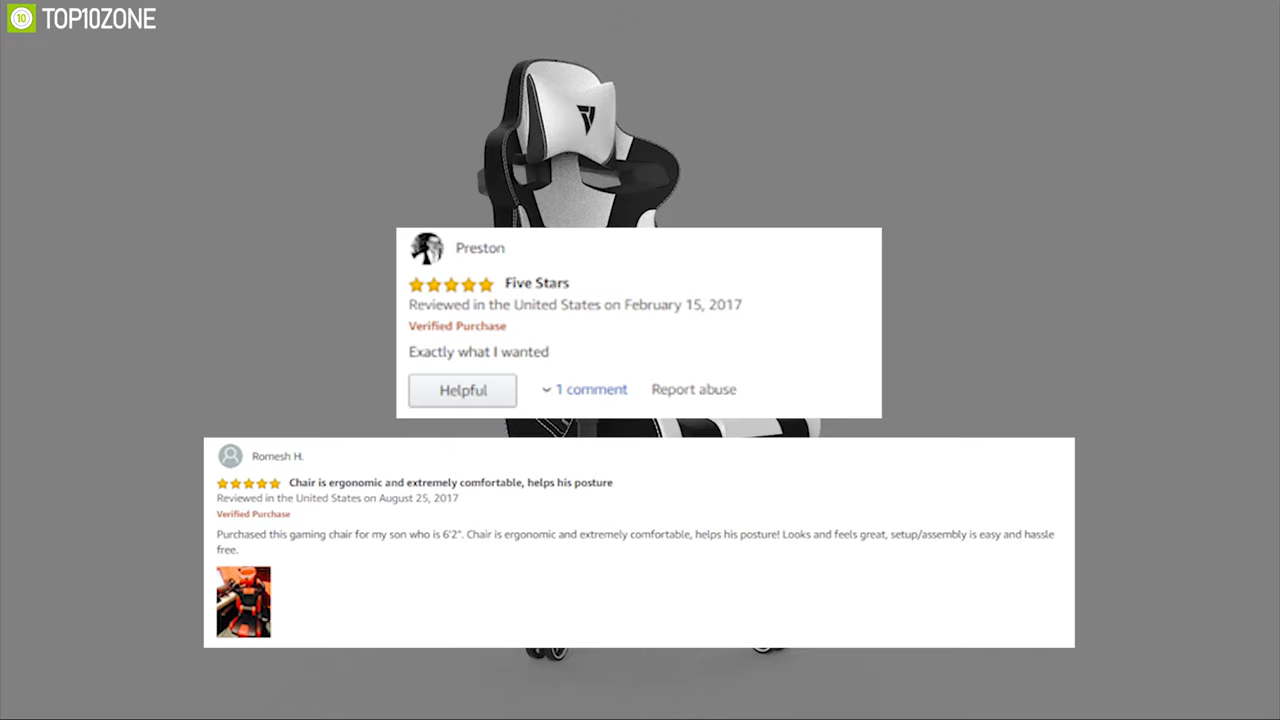 10 TOP10ZONE
Preston
Five Stars
Reviewed in the United States on February 15, 2017
Verified Purchase
Exactly what I wanted
Helpful
1 comment
Report abuse
Romesh H.
Chair is ergonomic and extremely comfortable, helps his posture
Reviewed in the United States on August 25, 2017
Verified Purchase
Purchased this gaming chair for my son who is 6'2". Chair is ergonomic and extremely comfortable, helps his posture! Looks and feels great, setup/assembly is easy and hassle
free.